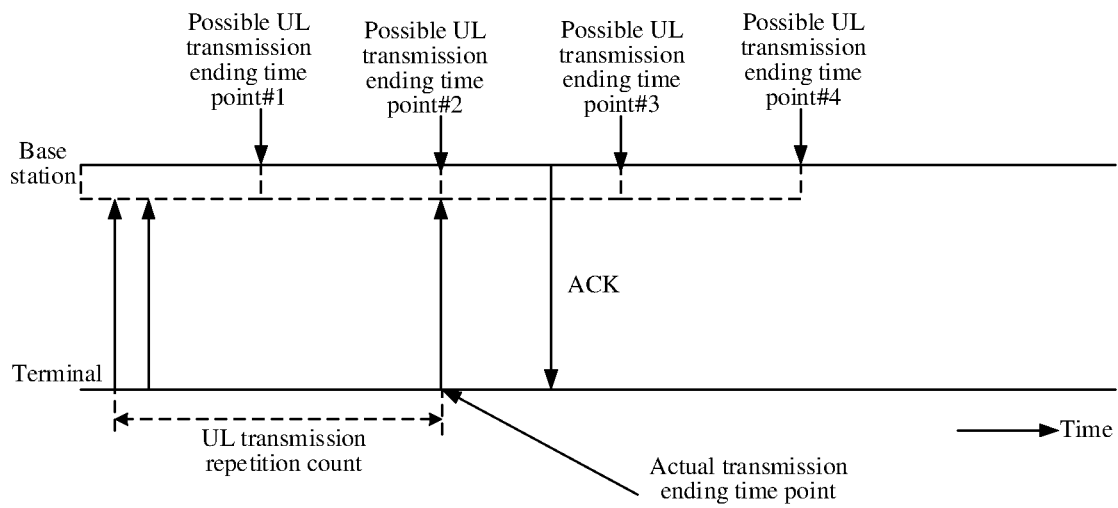 Possible UL
transmission
ending time
point#1
Possible UL
transmission
ending time
point#2
Possible UL
transmission
ending time
point#3
Possible UL
transmission
ending time
point#4
Base
station
ACK
Terminal
UL transmission
repetition count
Time
Actual transmission
ending time point